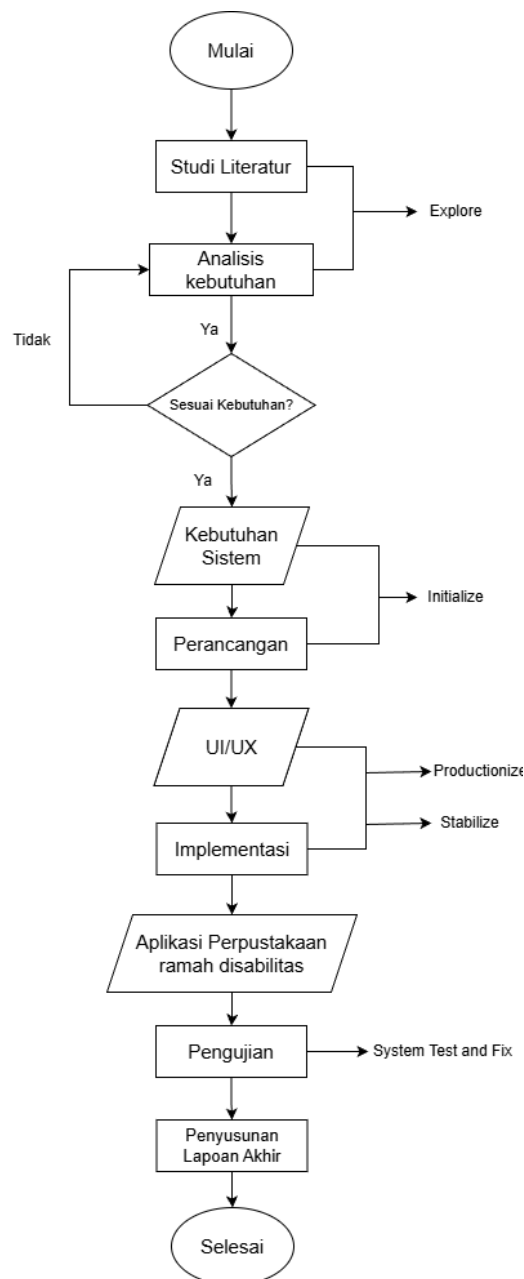 Mulai
Studi Literatur
Explore
Analisis
kebutuhan
Tidak
Ya
Sesuai Kebutuhan?
Ya
Kebutuhan
Sistem
Initialize
Perancangan
UI/UX
Productionize
Stabilize
Implementasi
Aplikasi Perpustakaan
ramah disabilitas
Pengujian
System Test and Fix
Penyusunan
Lapoan Akhir
Selesai